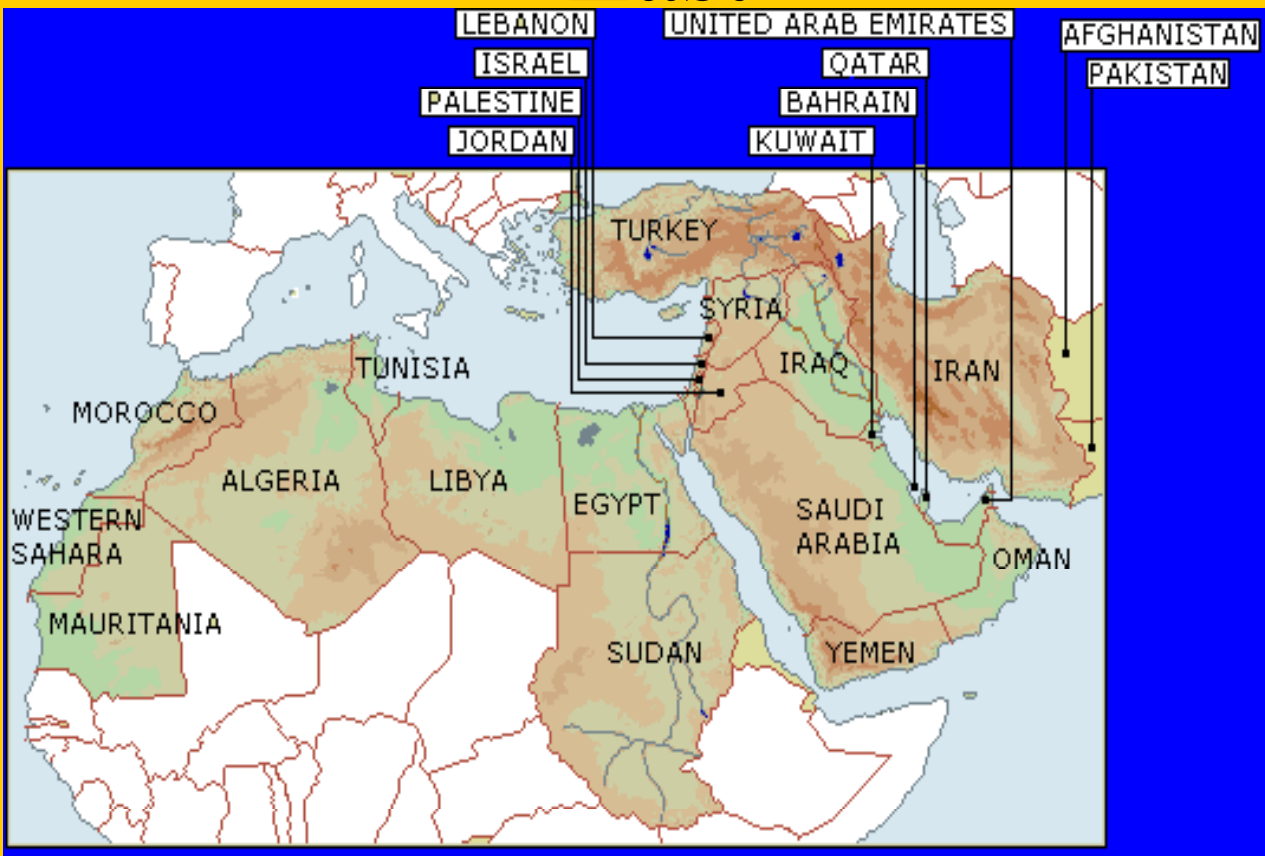 LEBANON
UNITED ARAB EMIRATES
AFGHANISTAN
ISRAEL
QATAR
PAKISTAN
PALESTINE
BAHRAIN
JORDAN
KUWAIT
TURKEY
SYRIA
IRAQ
IRAN
TUNISIA
MOROCCO
ALGERIA
LIBYA
EGYPT
SAUDI
ARABIA
WESTERN
SAHARA
OMAN
MAURITANIA
SUDAN
YEMEN